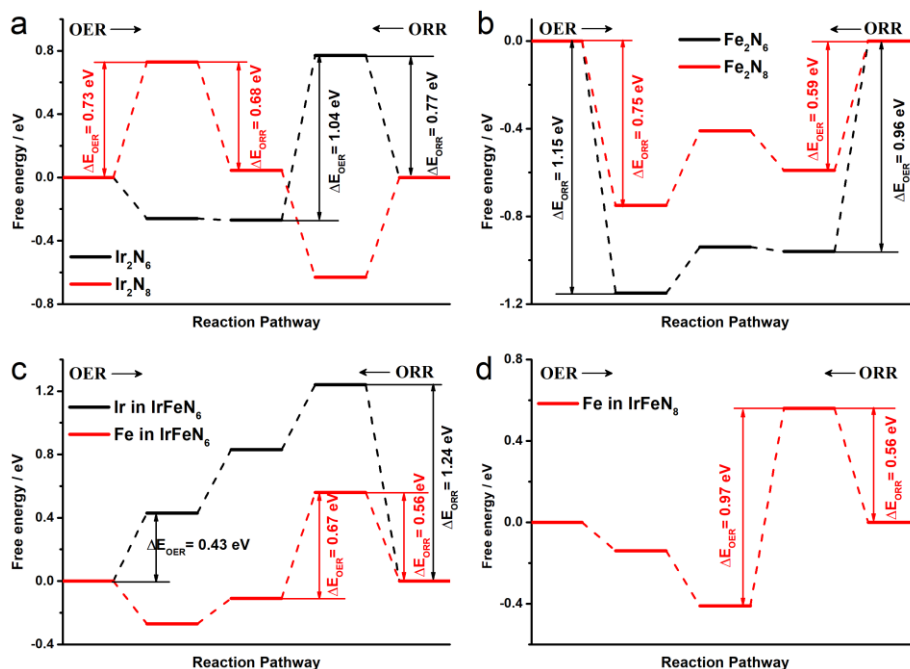 a
OER →
← ORR
Free energy / eV
0.8
0.4
0.0
-0.4
-0.8
ΔE_OER= 0.73 eV
ΔE_ORR= 0.68 eV
ΔE_OER= 1.04 eV
ΔE_ORR= 0.77 eV
Ir₂N₆
Ir₂N₈
Reaction Pathway
b
Free energy / eV
0.0
-0.4
-0.8
-1.2
Fe₂N₆
Fe₂N₈
ΔE_ORR= 1.15 eV
ΔE_ORR= 0.75 eV
ΔE_OER= 0.59 eV
ΔE_OER= 0.96 eV
Reaction Pathway
c
OER →
← ORR
Free energy / eV
1.2
0.8
0.4
0.0
-0.4
Ir in IrFeN₆
Fe in IrFeN₆
ΔE_OER= 0.43 eV
ΔE_OER= 0.67 eV
ΔE_ORR= 0.56 eV
ΔE_ORR= 1.24 eV
Reaction Pathway
d
OER →
← ORR
Free energy / eV
0.8
0.4
0.0
-0.4
Fe in IrFeN₈
ΔE_OER= 0.97 eV
ΔE_ORR= 0.56 eV
Reaction Pathway